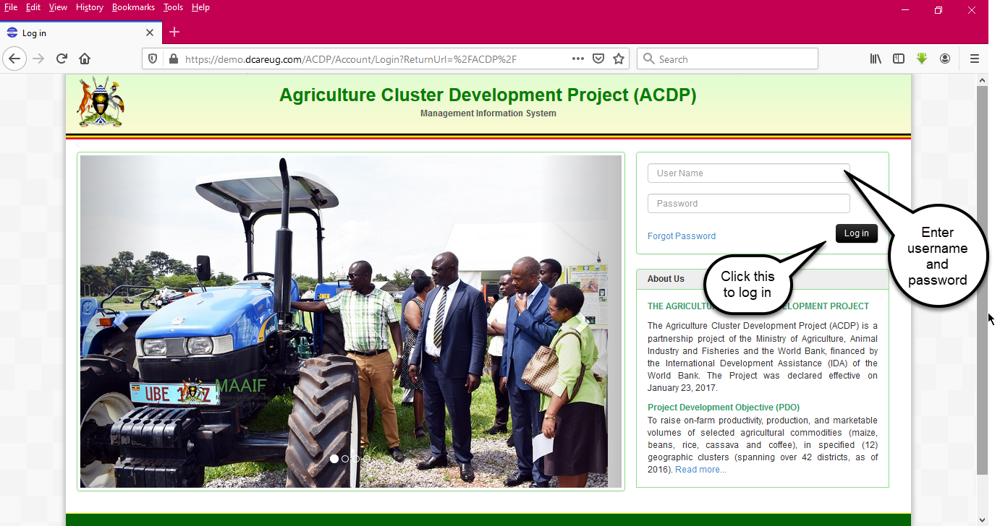 File Edit View History Bookmarks Tools Help
Log in
https://demo.dcareug.com/ACDP/Account/Login?ReturnUrl=%2FACDP%2F
Search
Agriculture Cluster Development Project (ACDP)
Management Information System
User Name
Password
Forgot Password
Log in
Enter
username
and
password
Click this
to log in
About Us
THE AGRICULTU ELOPMENT PROJECT
The Agriculture Cluster Development Project (ACDP) is a
partnership project of the Ministry of Agriculture, Animal
Industry and Fisheries and the World Bank, financed by
the International Development Assistance (IDA) of the
World Bank. The Project was declared effective on
January 23, 2017.
Project Development Objective (PDO)
To raise on-farm productivity, production, and marketable
volumes of selected agricultural commodities (maize,
beans, rice, cassava and coffee), in specified (12)
geographic clusters (spanning over 42 districts, as of
2016). Read more...
UBE 1 Z
MAAIF
Ministry of Agriculture